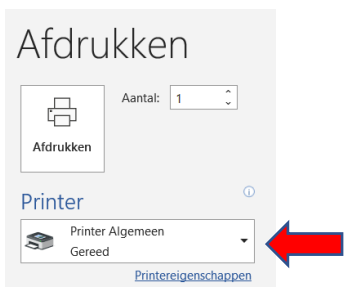 Afdrukken
Aantal: 1
Afdrukken
Printer
Printer Algemeen
Gereed
Printereigenschappen